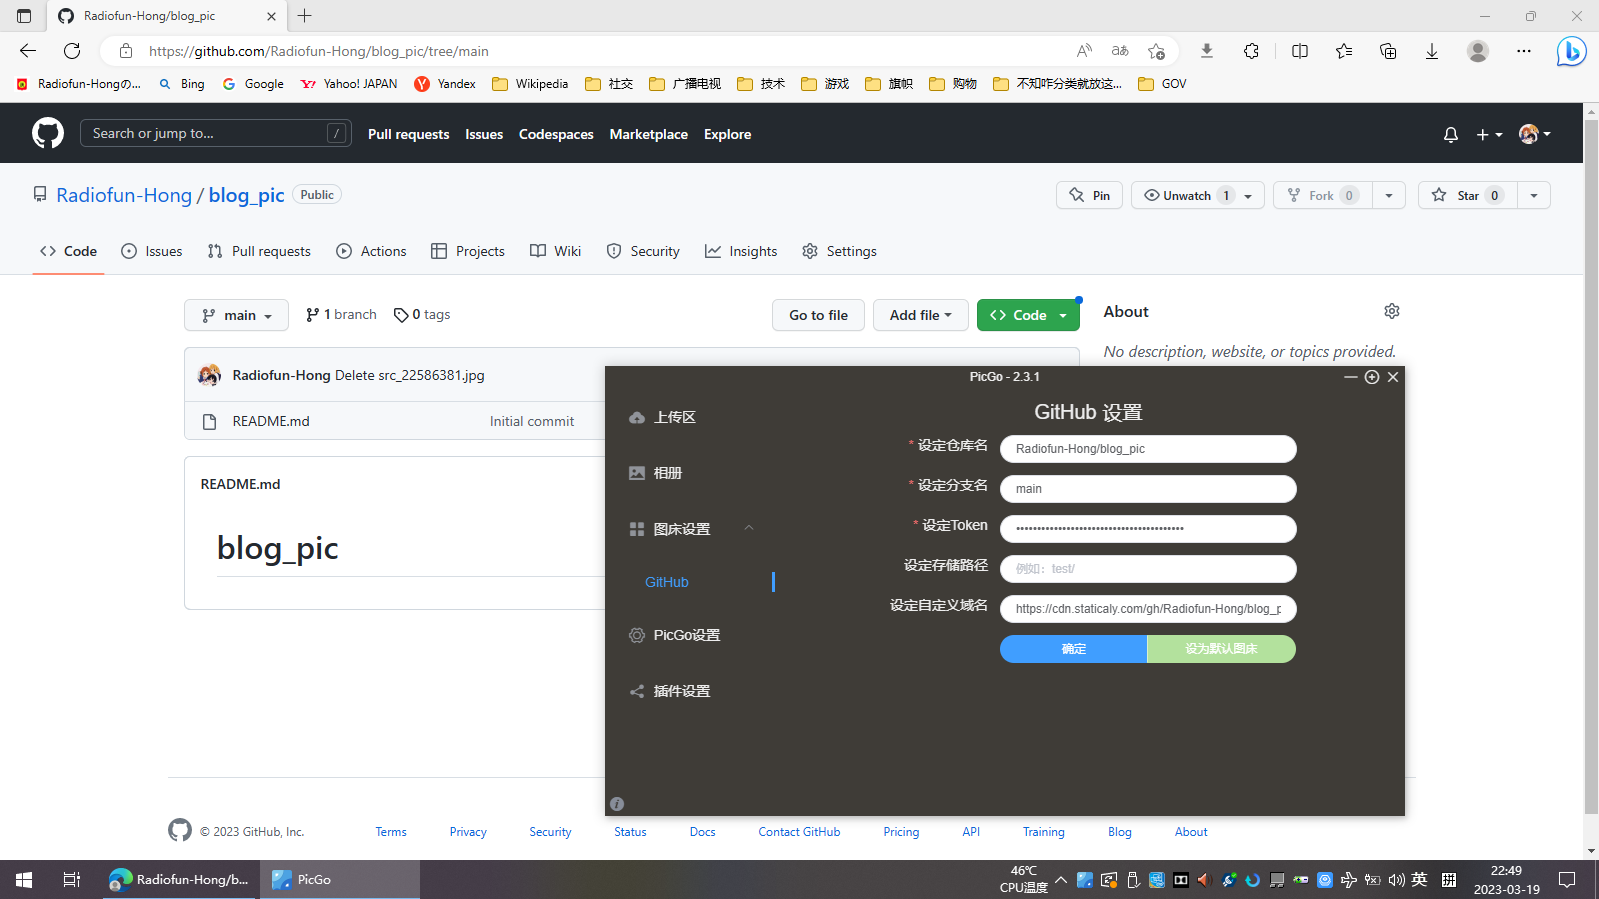 Radiofun-Hong/blog_pic
https://github.com/Radiofun-Hong/blog_pic/tree/main
Radiofun-Hongの...
Bing
Google
Yahoo! JAPAN
Yandex
Wikipedia
社交
广播电视
技术
游戏
旗帜
购物
不知咋分类就放这...
GOV
Search or jump to...
/
Pull requests
Issues
Codespaces
Marketplace
Explore
Radiofun-Hong / blog_pic
Public
Pin
Unwatch 1
Fork 0
Star 0
Code
Issues
Pull requests
Actions
Projects
Wiki
Security
Insights
Settings
main
1 branch
0 tags
Go to file
Add file
Code
About
No description, website, or topics provided.
Radiofun-Hong Delete src_22586381.jpg
README.md
Initial commit
README.md
blog_pic
PicGo - 2.3.1
上传区
相册
图床设置
GitHub
PicGo设置
插件设置
GitHub 设置
* 设定仓库名
Radiofun-Hong/blog_pic
* 设定分支名
main
* 设定Token
设定存储路径
例如：test/
设定自定义域名
https://cdn.staticaly.com/gh/Radiofun-Hong/blog_p
确定
设为默认图床
© 2023 GitHub, Inc.
Terms
Privacy
Security
Status
Docs
Contact GitHub
Pricing
API
Training
Blog
About
Radiofun-Hong/b...
PicGo
46℃
CPU温度
英
拼
22:49
2023-03-19